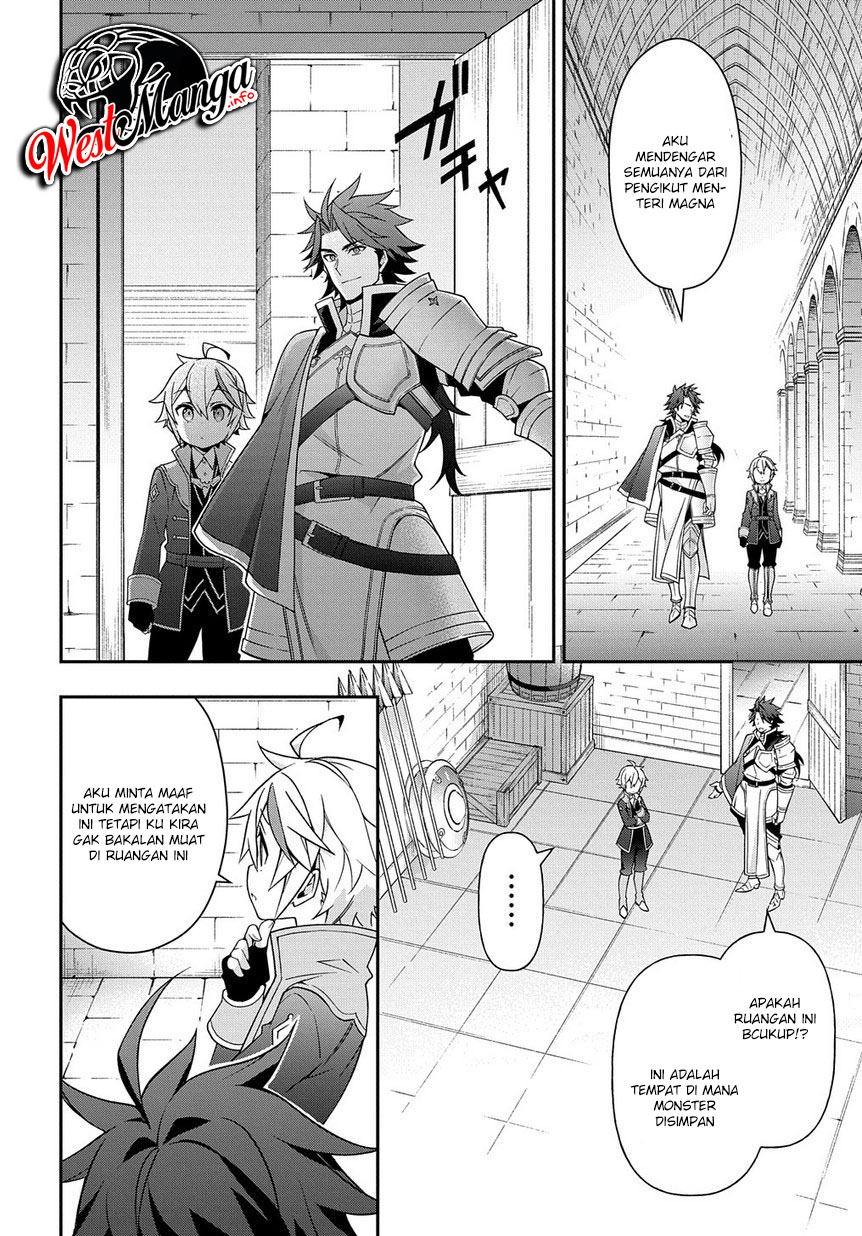 WestManga
.info
AKU
MENDENGAR
SEMUANYA DARI
PENGIKUT MEN-
TERI MAGNA
ガチャ
APAKAH
RUANGAN INI
BCUKUP!?
INI ADALAH
TEMPAT DI MANA
MONSTER
DISIMPAN
......
AKU MINTA MAAF
UNTUK MENGATAKAN
INI TETAPI KU KIRA
GAK BAKALAN MUAT
DI RUANGAN INI